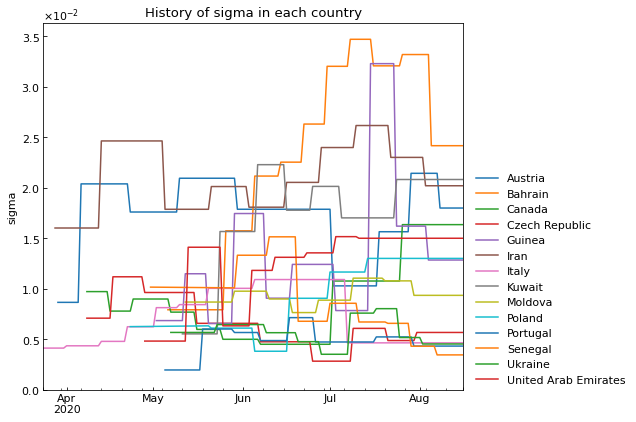 History of sigma in each country
×10⁻²
3.5
3.0
2.5
2.0
1.5
1.0
0.5
0.0
sigma
Apr
2020
May
Jun
Jul
Aug
Austria
Bahrain
Canada
Czech Republic
Guinea
Iran
Italy
Kuwait
Moldova
Poland
Portugal
Senegal
Ukraine
United Arab Emirates